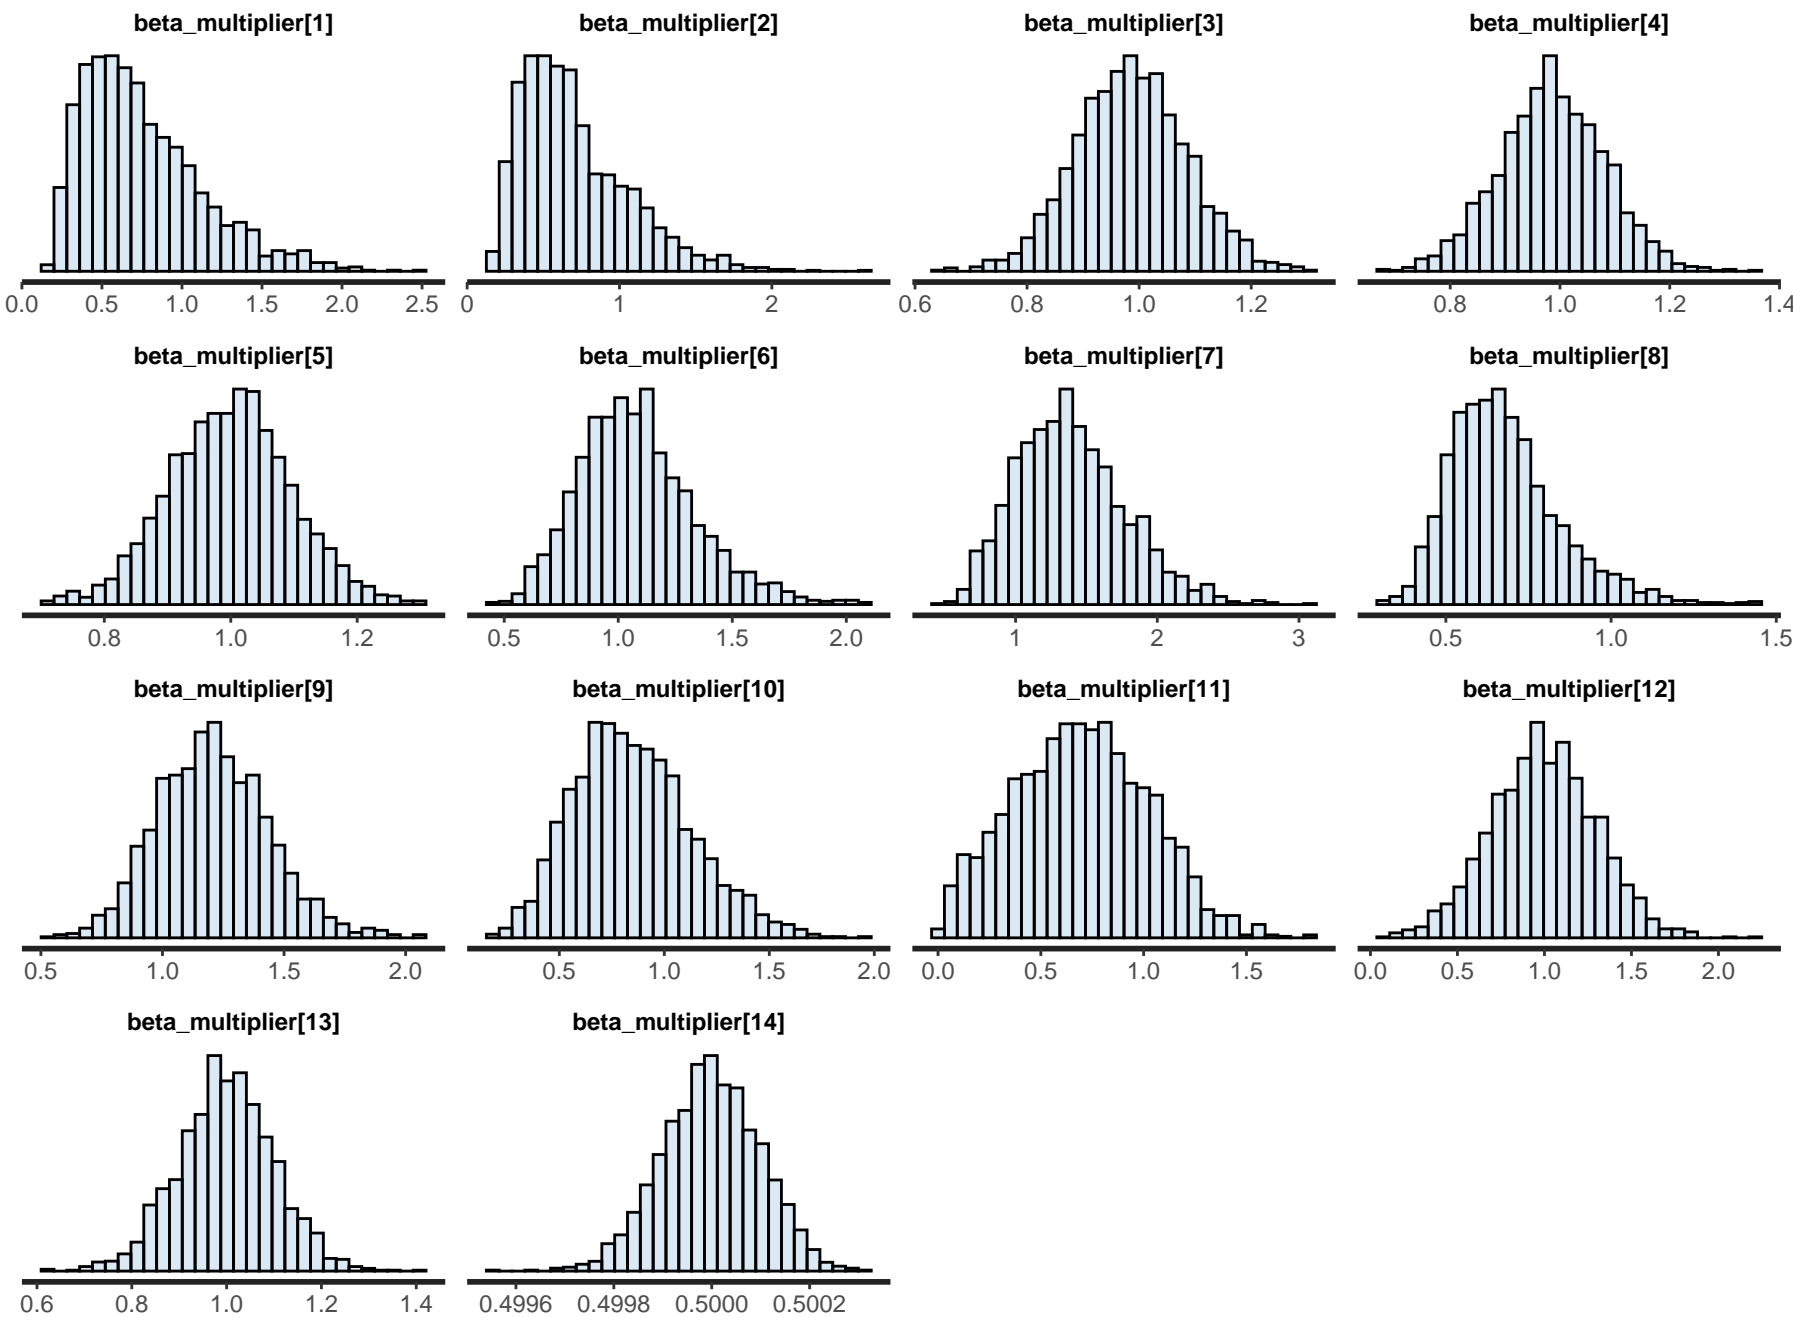 beta_multiplier[1] beta_multiplier[2] beta_multiplier[3] beta_multiplier[4]
0.0 0.5 1.0 1.5 2.0 2.5 0 1 2 0.6 0.8 1.0 1.2 0.8 1.0 1.2 1.4
beta_multiplier[5] beta_multiplier[6] beta_multiplier[7] beta_multiplier[8]
0.8 1.0 1.2 0.5 1.0 1.5 2.0 1 2 3 0.5 1.0 1.5
beta_multiplier[9] beta_multiplier[10] beta_multiplier[11] beta_multiplier[12]
0.5 1.0 1.5 2.0 0.5 1.0 1.5 2.0 0.0 0.5 1.0 1.5 0.0 0.5 1.0 1.5 2.0
beta_multiplier[13] beta_multiplier[14]
0.6 0.8 1.0 1.2 1.4 0.4996 0.4998 0.5000 0.5002